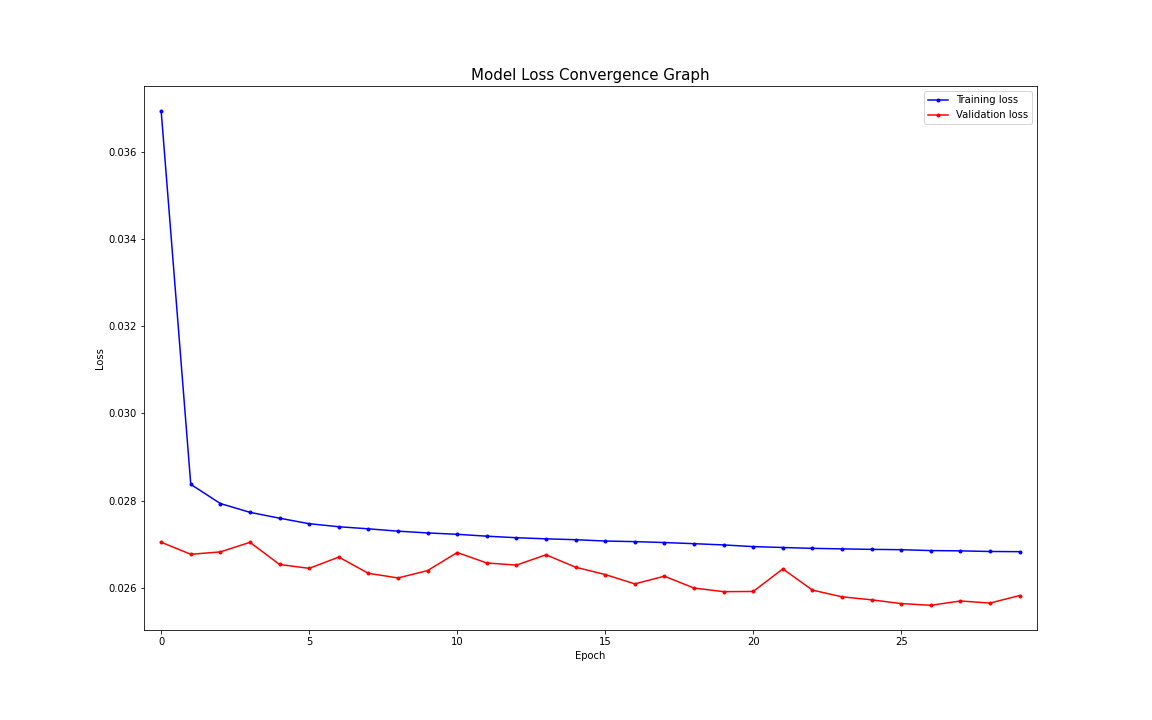 Model Loss Convergence Graph
Training loss
Validation loss
0.036
0.034
0.032
0.030
0.028
0.026
Loss
0
5
10
15
20
25
Epoch